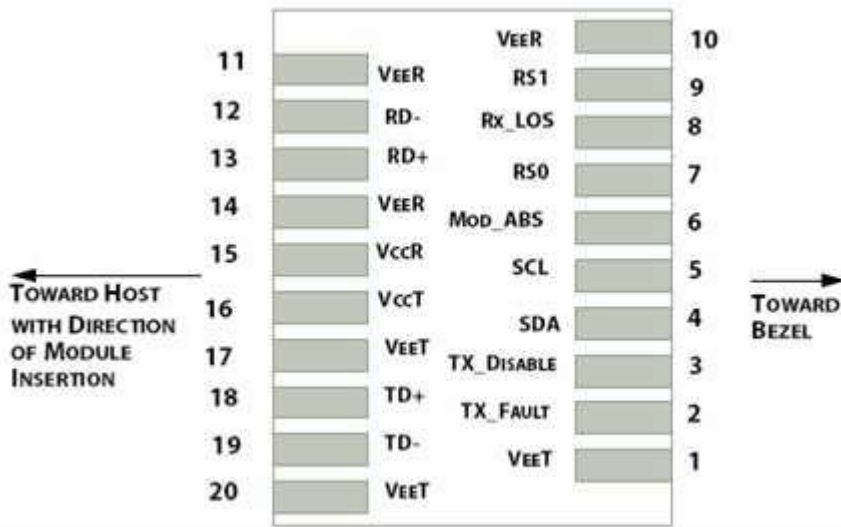 VEER 10
11 VEER
RS1 9
12 RD-
Rx_LOS 8
13 RD+
RS0 7
14 VEER
MOD_ABS 6
15 VCCR
SCL 5
TOWARD HOST
WITH DIRECTION
OF MODULE
INSERTION
TOWARD
BEZEL
16 VCCT
SDA 4
17 VEET
TX_DISABLE 3
18 TD+
TX_FAULT 2
19 TD-
VEET 1
20 VEET